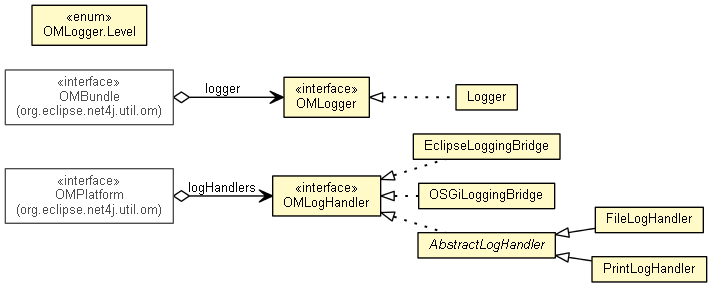 «enum»
OMLogger.Level
«interface»
OMBundle
(org.eclipse.net4j.util.om)
logger
«interface»
OMLogger
Logger
«interface»
OMPlatform
(org.eclipse.net4j.util.om)
logHandlers
«interface»
OMLogHandler
EclipseLoggingBridge
OSGiLoggingBridge
AbstractLogHandler
FileLogHandler
PrintLogHandler